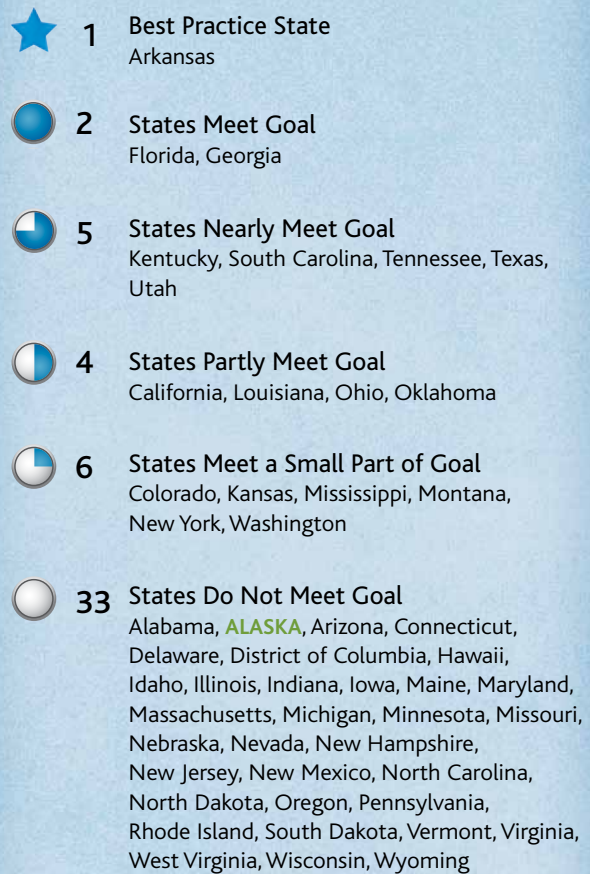 1 Best Practice State
Arkansas
2 States Meet Goal
Florida, Georgia
5 States Nearly Meet Goal
Kentucky, South Carolina, Tennessee, Texas,
Utah
4 States Partly Meet Goal
California, Louisiana, Ohio, Oklahoma
6 States Meet a Small Part of Goal
Colorado, Kansas, Mississippi, Montana,
New York, Washington
33 States Do Not Meet Goal
Alabama, ALASKA, Arizona, Connecticut,
Delaware, District of Columbia, Hawaii,
Idaho, Illinois, Indiana, Iowa, Maine, Maryland,
Massachusetts, Michigan, Minnesota, Missouri,
Nebraska, Nevada, New Hampshire,
New Jersey, New Mexico, North Carolina,
North Dakota, Oregon, Pennsylvania,
Rhode Island, South Dakota, Vermont, Virginia,
West Virginia, Wisconsin, Wyoming